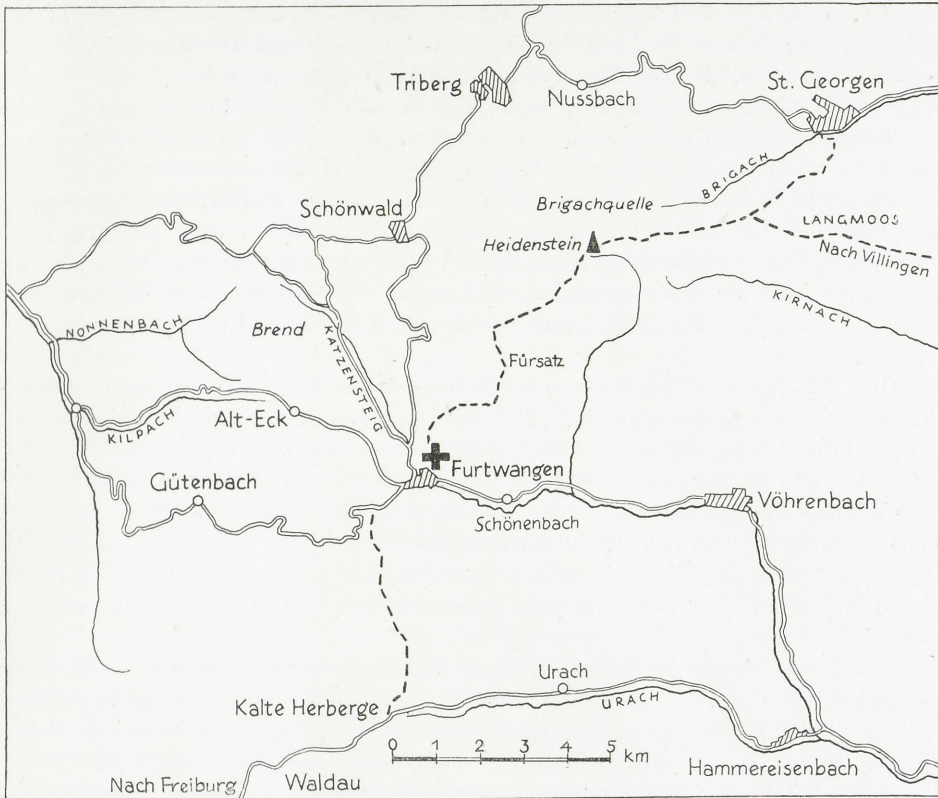 Triberg
Nussbach
St. Georgen
Schönwald
Brigachquelle
BRIGACH
Heidenstein
LANGMOOS
Nach Villingen
KIRNACH
NONNENBACH
Brend
KATZENSTEIG
Fürsatz
KILPACH
Alt-Eck
Gütenbach
Furtwangen
Schönenbach
Vöhrenbach
Urach
URACH
Kalte Herberge
0 1 2 3 4 5 km
Hammereisenbach
Nach Freiburg
Waldau